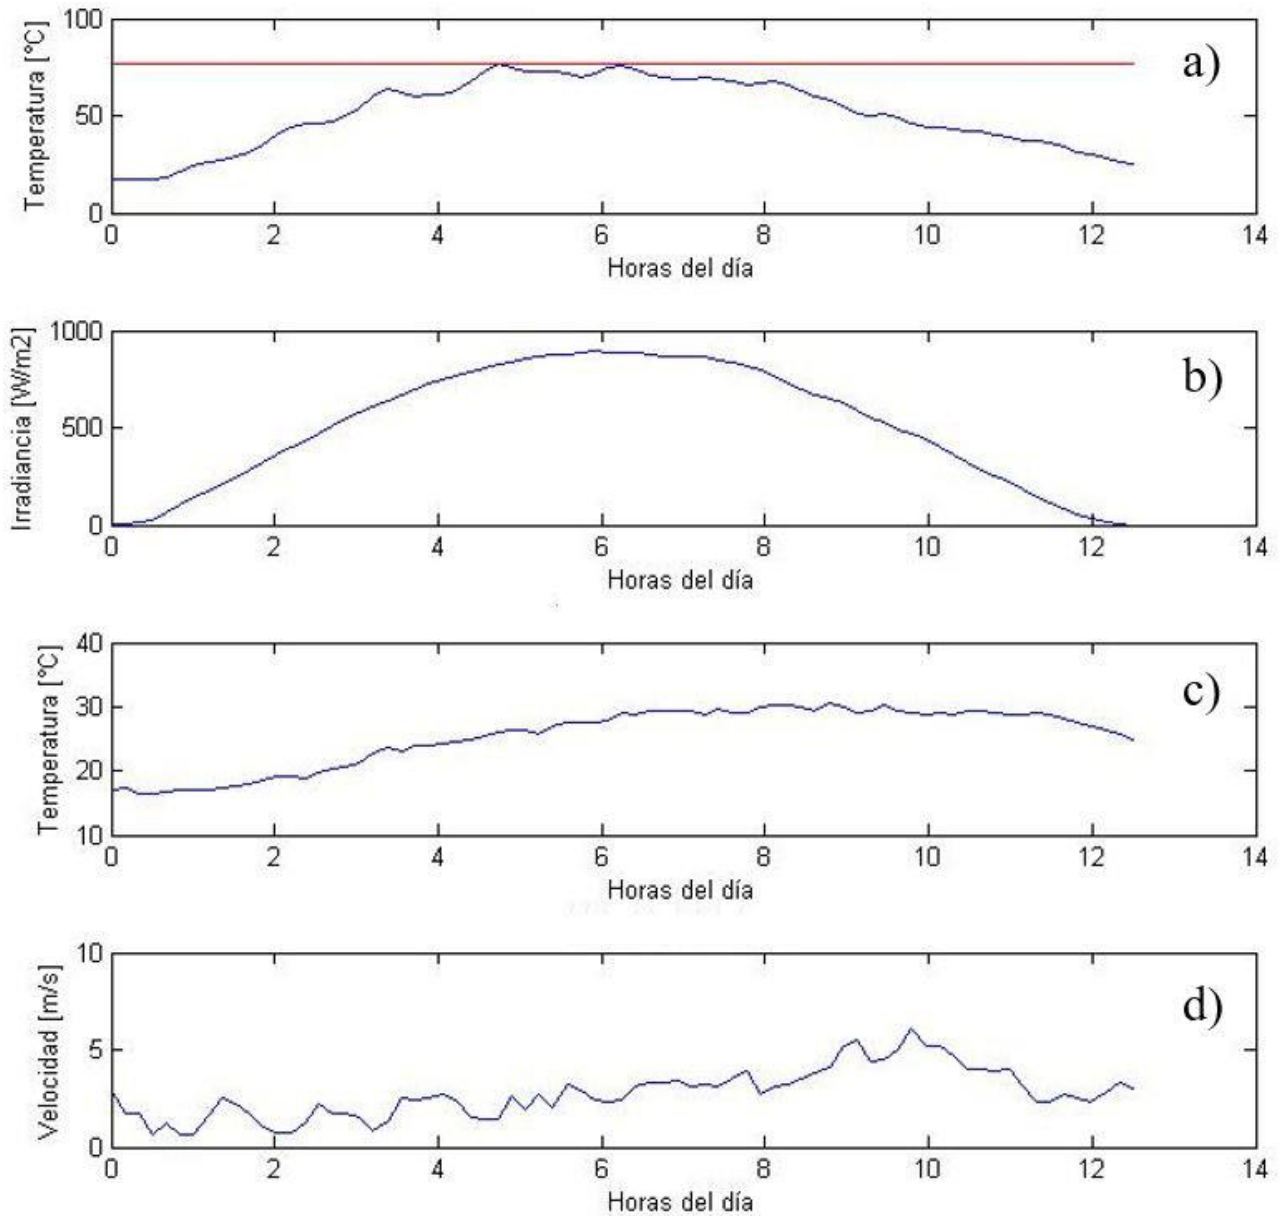 100
50
0
Temperatura [°C]
a)
0 2 4 6 8 10 12 14
Horas del día
1000
500
0
Irradiancia [W/m2]
b)
0 2 4 6 8 10 12 14
Horas del día
40
30
20
10
Temperatura [°C]
c)
0 2 4 6 8 10 12 14
Horas del día
10
5
0
Velocidad [m/s]
d)
0 2 4 6 8 10 12 14
Horas del día